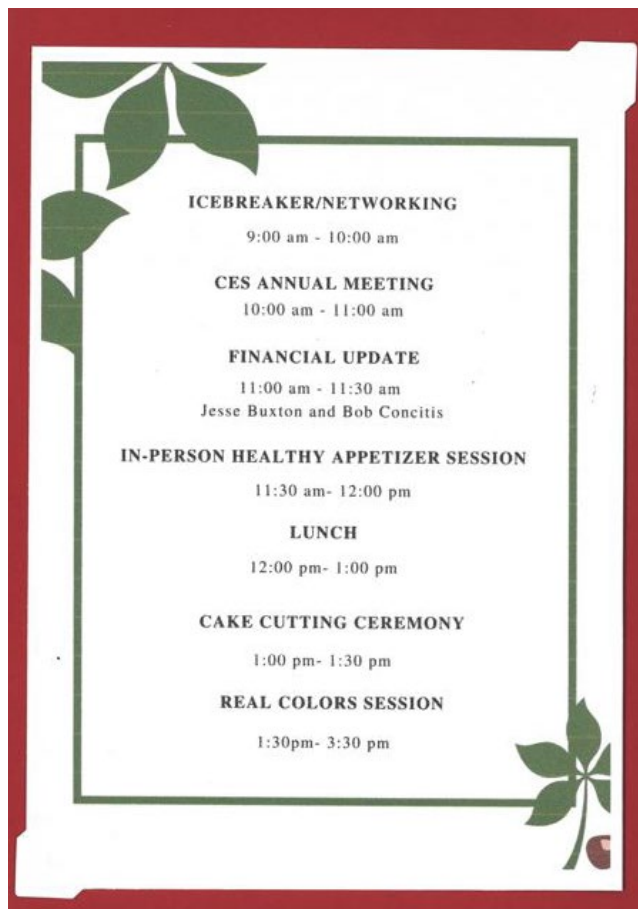 ICEBREAKER/NETWORKING
9:00 am - 10:00 am
CES ANNUAL MEETING
10:00 am - 11:00 am
FINANCIAL UPDATE
11:00 am - 11:30 am
Jesse Buxton and Bob Concitis
IN-PERSON HEALTHY APPETIZER SESSION
11:30 am- 12:00 pm
LUNCH
12:00 pm- 1:00 pm
CAKE CUTTING CEREMONY
1:00 pm- 1:30 pm
REAL COLORS SESSION
1:30pm- 3:30 pm